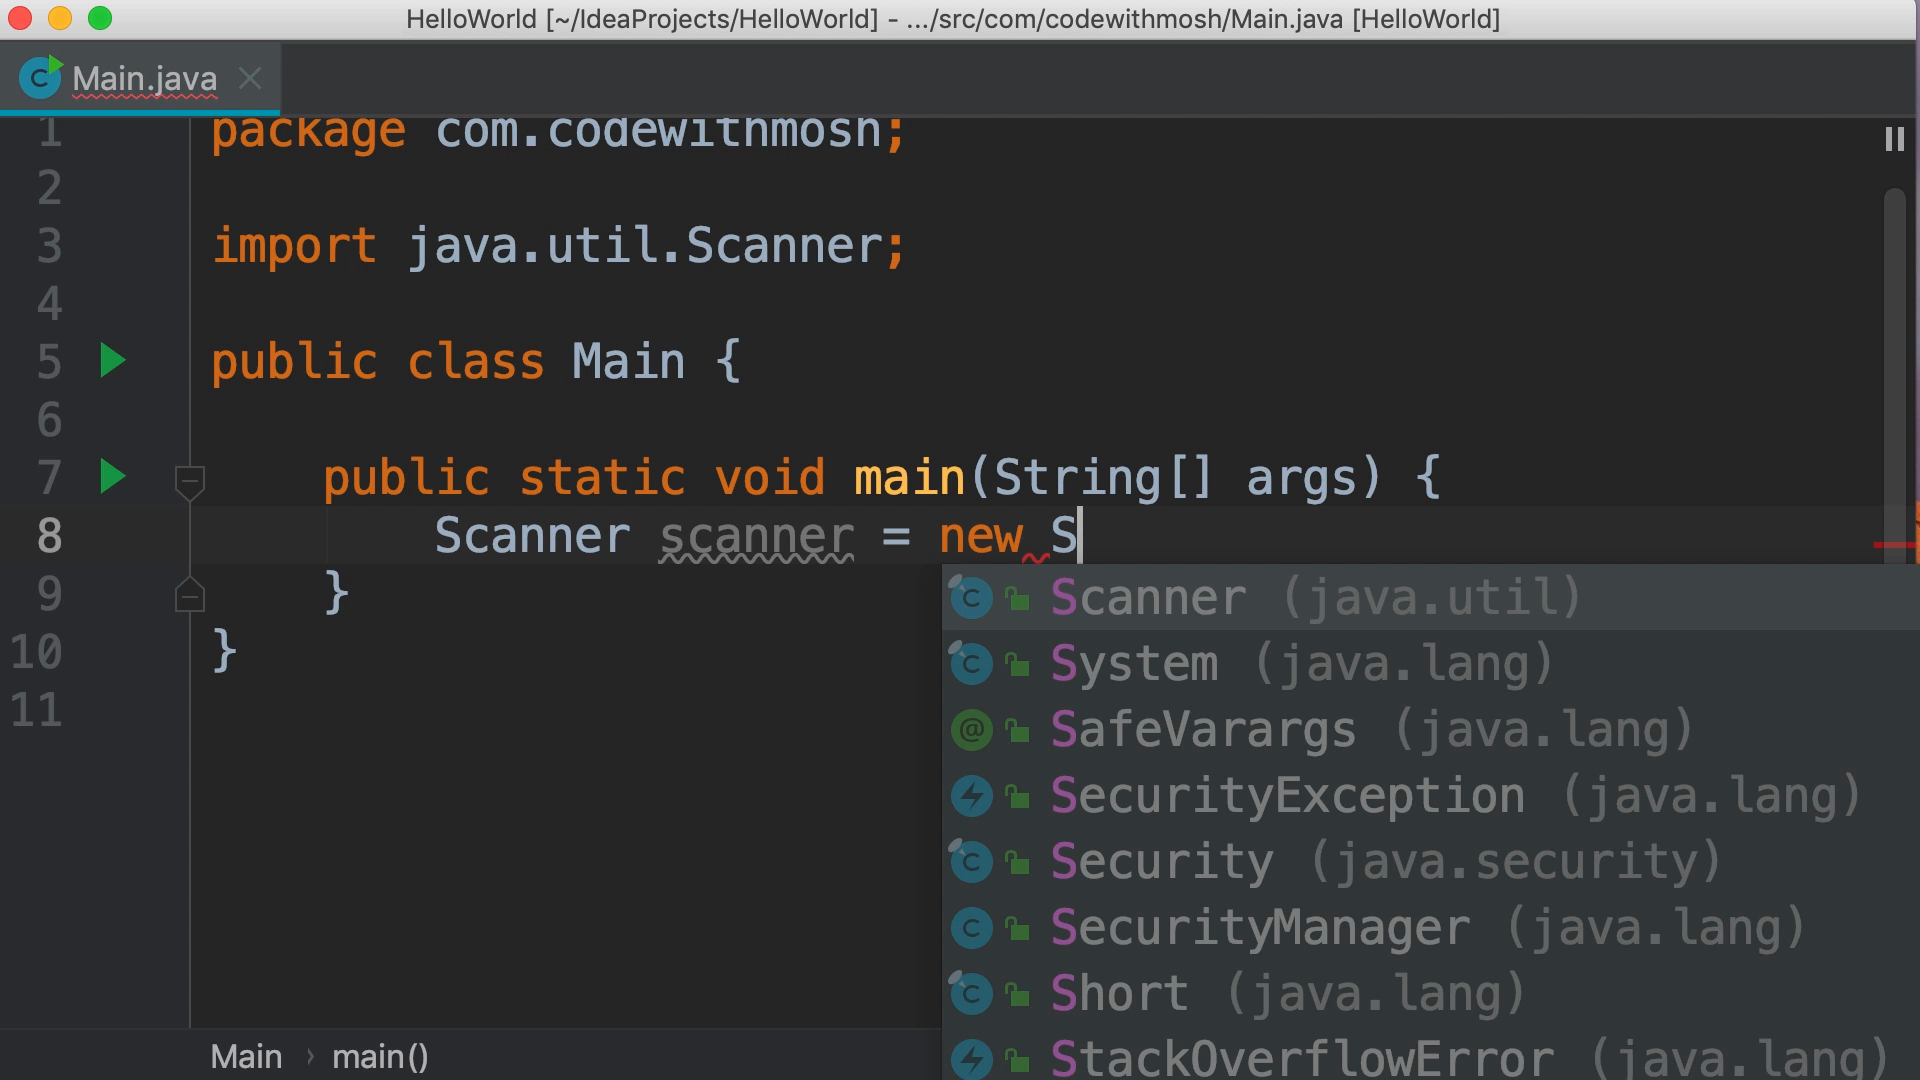 HelloWorld [~/IdeaProjects/HelloWorld] - .../src/com/codewithmosh/Main.java [HelloWorld]
Main.java
1 package com.codewithmosh;
2
3 import java.util.Scanner;
4
5 public class Main {
6
7 public static void main(String[] args) {
8 Scanner scanner = new S
9 }
10 }
11
Scanner (java.util)
System (java.lang)
SafeVarargs (java.lang)
SecurityException (java.lang)
Security (java.security)
SecurityManager (java.lang)
Short (java.lang)
StackOverflowError (java.lang)
Main › main()